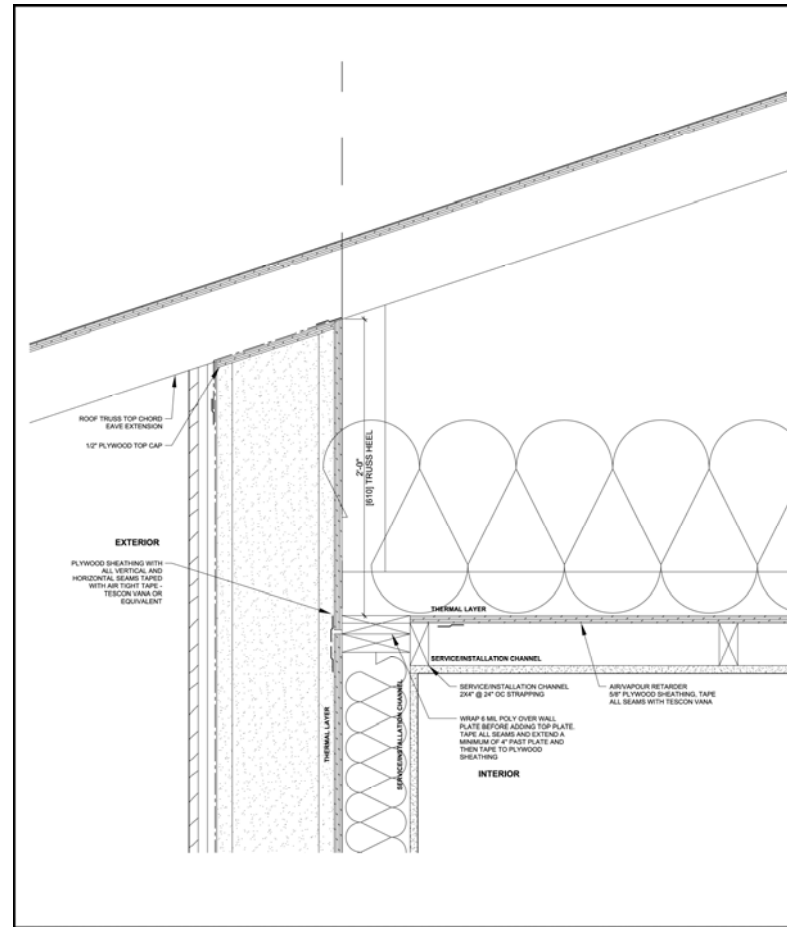 ROOF TRUSS TOP CHORD
EAVE EXTENSION
1/2" PLYWOOD TOP CAP
2'-0"
[610] TRUSS HEEL
EXTERIOR
PLYWOOD SHEATHING WITH
ALL VERTICAL AND
HORIZONTAL SEAMS TAPED
WITH AIR TIGHT TAPE -
TESCON VANA OR
EQUIVALENT
THERMAL LAYER
SERVICE/INSTALLATION CHANNEL
SERVICE/INSTALLATION CHANNEL
2X4" @ 24" OC STRAPPING
AIR/VAPOUR RETARDER
5/8" PLYWOOD SHEATHING, TAPE
ALL SEAMS WITH TESCON VANA
WRAP 6 MIL POLY OVER WALL
PLATE BEFORE ADDING TOP PLATE.
TAPE ALL SEAMS AND EXTEND A
MINIMUM OF 4" PAST PLATE AND
THEN TAPE TO PLYWOOD
SHEATHING
INTERIOR
THERMAL LAYER
SERVICE/INSTALLATION CHANNEL